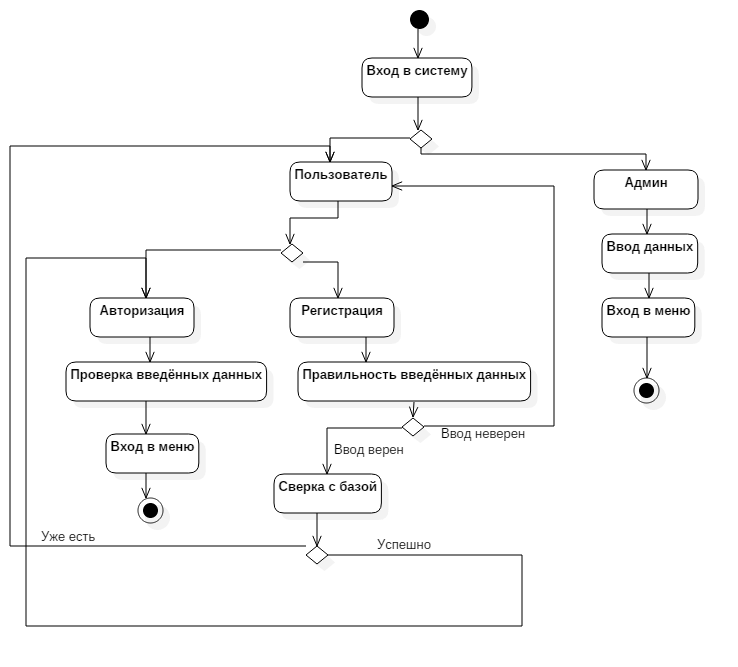 Вход в систему
Пользователь
Админ
Ввод данных
Авторизация
Регистрация
Вход в меню
Проверка введённых данных
Правильность введённых данных
Ввод неверен
Вход в меню
Ввод верен
Сверка с базой
Уже есть
Успешно